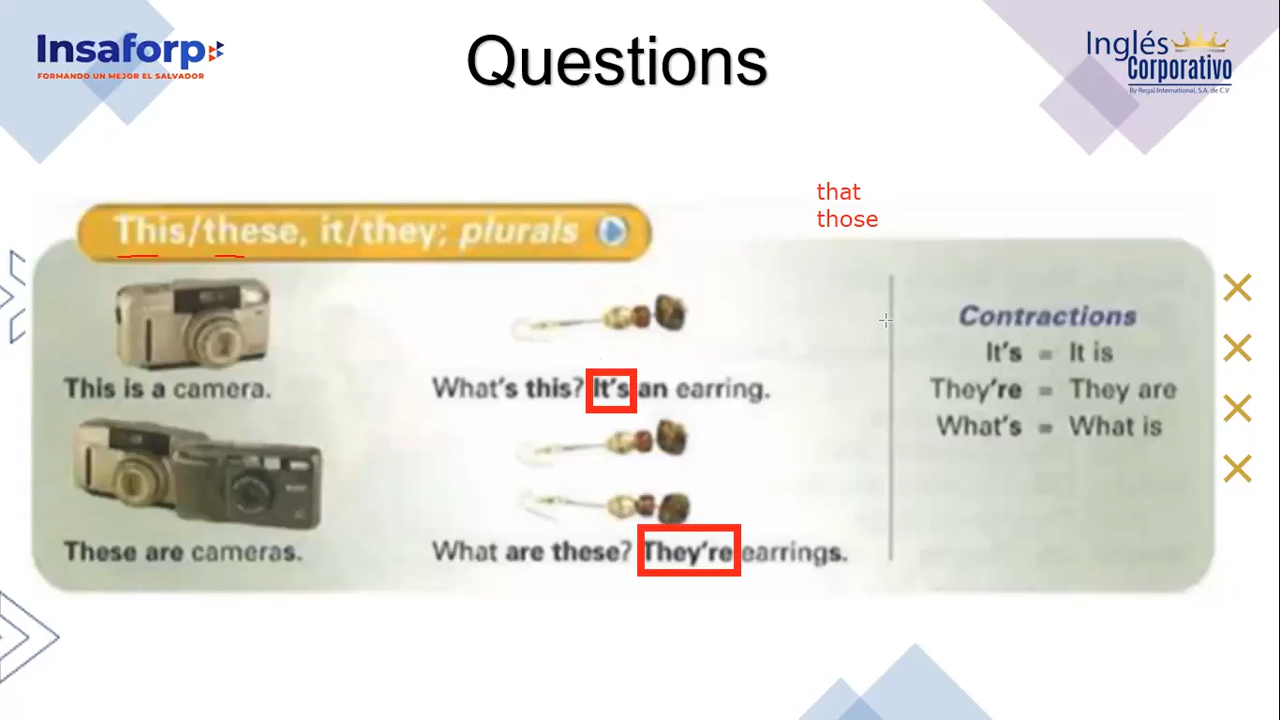 Insaforp
FORMANDO UN MEJOR EL SALVADOR
Questions
Inglés
Corporativo
By Regal International, S.A. de C.V
that
those
This/these, it/they; plurals
This is a camera.
What's this? It's an earring.
These are cameras.
What are these? They're earrings.
Contractions
It's = It is
They're = They are
What's = What is